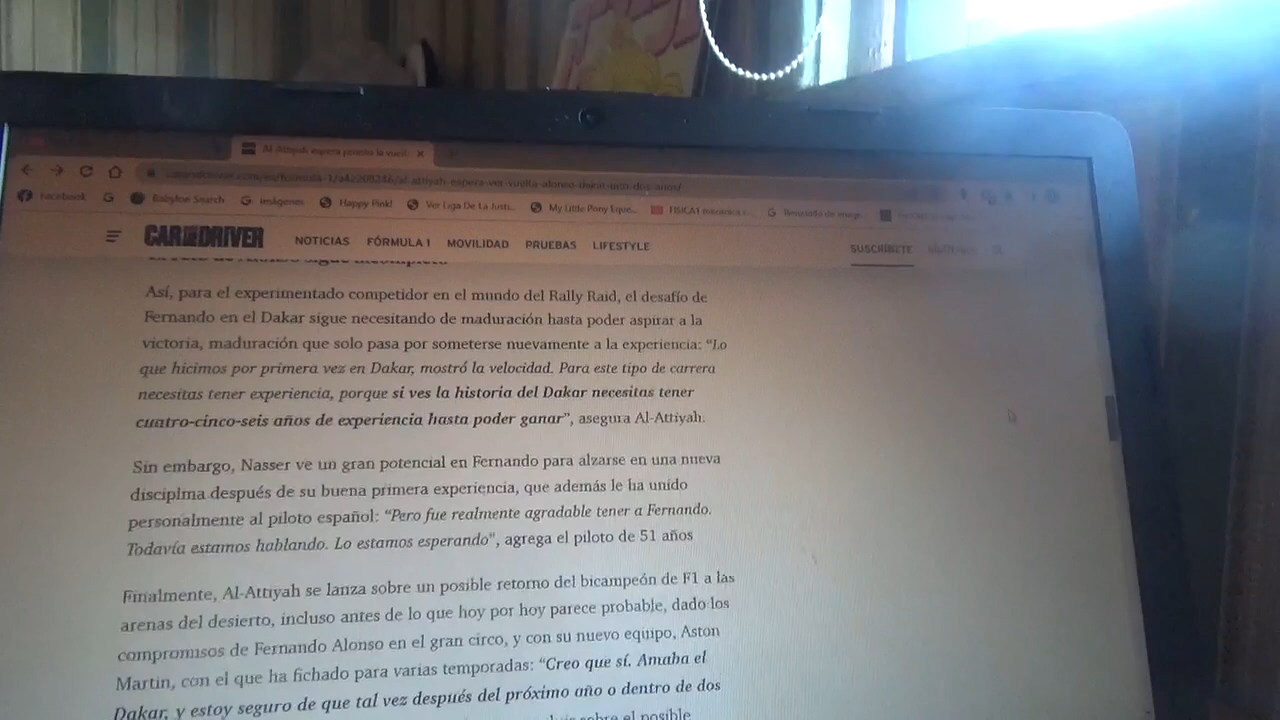 Al-Attiyah espera
Facebook
Babylon Search
Imágenes
Happy Pink!
Ver Liga De La Justi...
My Little Pony Eque...
CAR AND DRIVER
NOTICIAS FÓRMULA 1 MOVILIDAD PRUEBAS LIFESTYLE
SUSCRÍBETE
Así, para el experimentado competidor en el mundo del Rally Raid, el desafío de
Fernando en el Dakar sigue necesitando de maduración hasta poder aspirar a la
victoria, maduración que solo pasa por someterse nuevamente a la experiencia: “Lo
que hicimos por primera vez en Dakar, mostró la velocidad. Para este tipo de carrera
necesitas tener experiencia, porque si ves la historia del Dakar necesitas tener
cuatro-cinco-seis años de experiencia hasta poder ganar”, asegura Al-Attiyah.
Sin embargo, Nasser ve un gran potencial en Fernando para alzarse en una nueva
disciplina después de su buena primera experiencia, que además le ha unido
personalmente al piloto español: “Pero fue realmente agradable tener a Fernando.
Todavía estamos hablando. Lo estamos esperando”, agrega el piloto de 51 años
Finalmente, Al-Attiyah se lanza sobre un posible retorno del bicampeón de F1 a las
arenas del desierto, incluso antes de lo que hoy por hoy parece probable, dado los
compromisos de Fernando Alonso en el gran circo, y con su nuevo equipo, Aston
Martin, con el que ha fichado para varias temporadas: “Creo que sí. Amaba el
Dakar, y estoy seguro de que tal vez después del próximo año o dentro de dos
sobre el posible